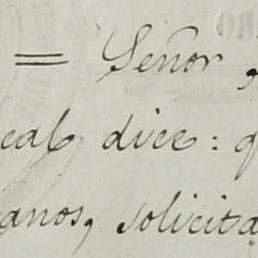 = Señor,
cal dice: q
anos, solicita